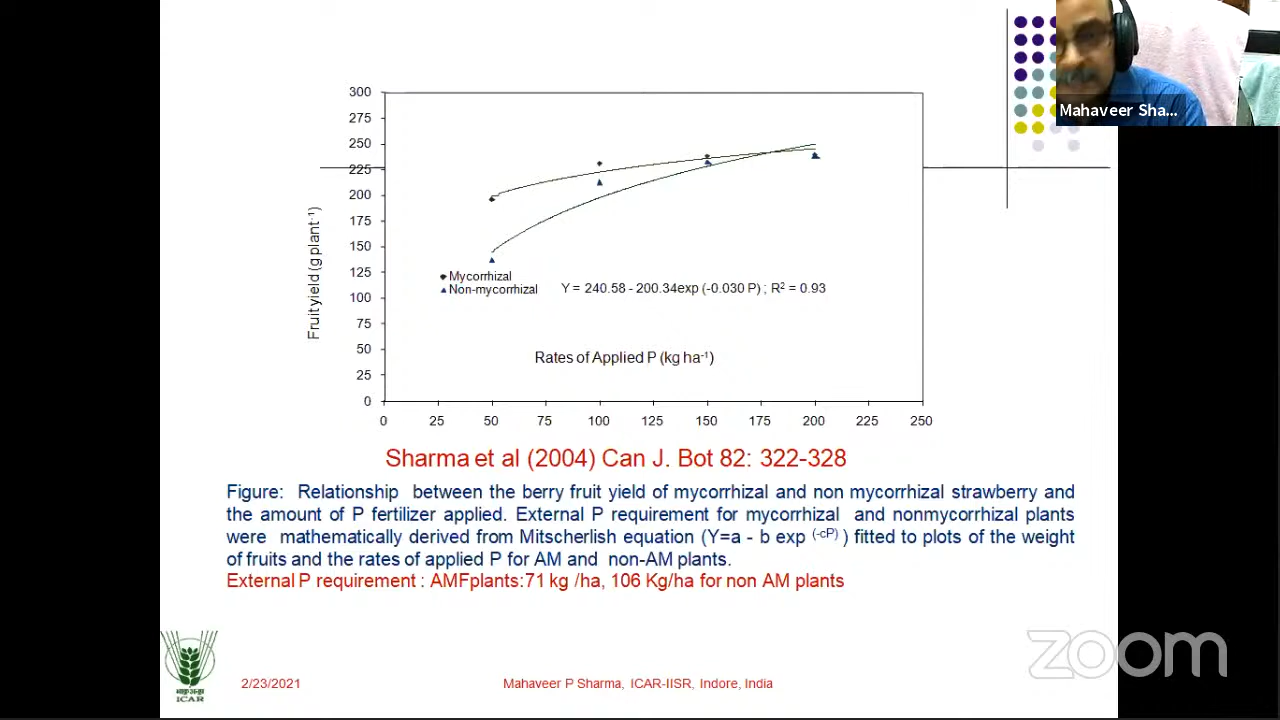 Mahaveer Sha...
300
275
250
225
200
175
150
125
100
75
50
25
0
Fruit yield (g plant⁻¹)
Mycorrhizal
Non-mycorrhizal
Y = 240.58 - 200.34exp (-0.030 P) ; R² = 0.93
Rates of Applied P (kg ha⁻¹)
0 25 50 75 100 125 150 175 200 225 250
Sharma et al (2004) Can J. Bot 82: 322-328
Figure: Relationship between the berry fruit yield of mycorrhizal and non mycorrhizal strawberry and
the amount of P fertilizer applied. External P requirement for mycorrhizal and nonmycorrhizal plants
were mathematically derived from Mitscherlish equation (Y=a - b exp ⁽⁻ᶜᴾ⁾ ) fitted to plots of the weight
of fruits and the rates of applied P for AM and non-AM plants.
External P requirement : AMFplants:71 kg /ha, 106 Kg/ha for non AM plants
ICAR
2/23/2021
Mahaveer P Sharma, ICAR-IISR, Indore, India
zoom